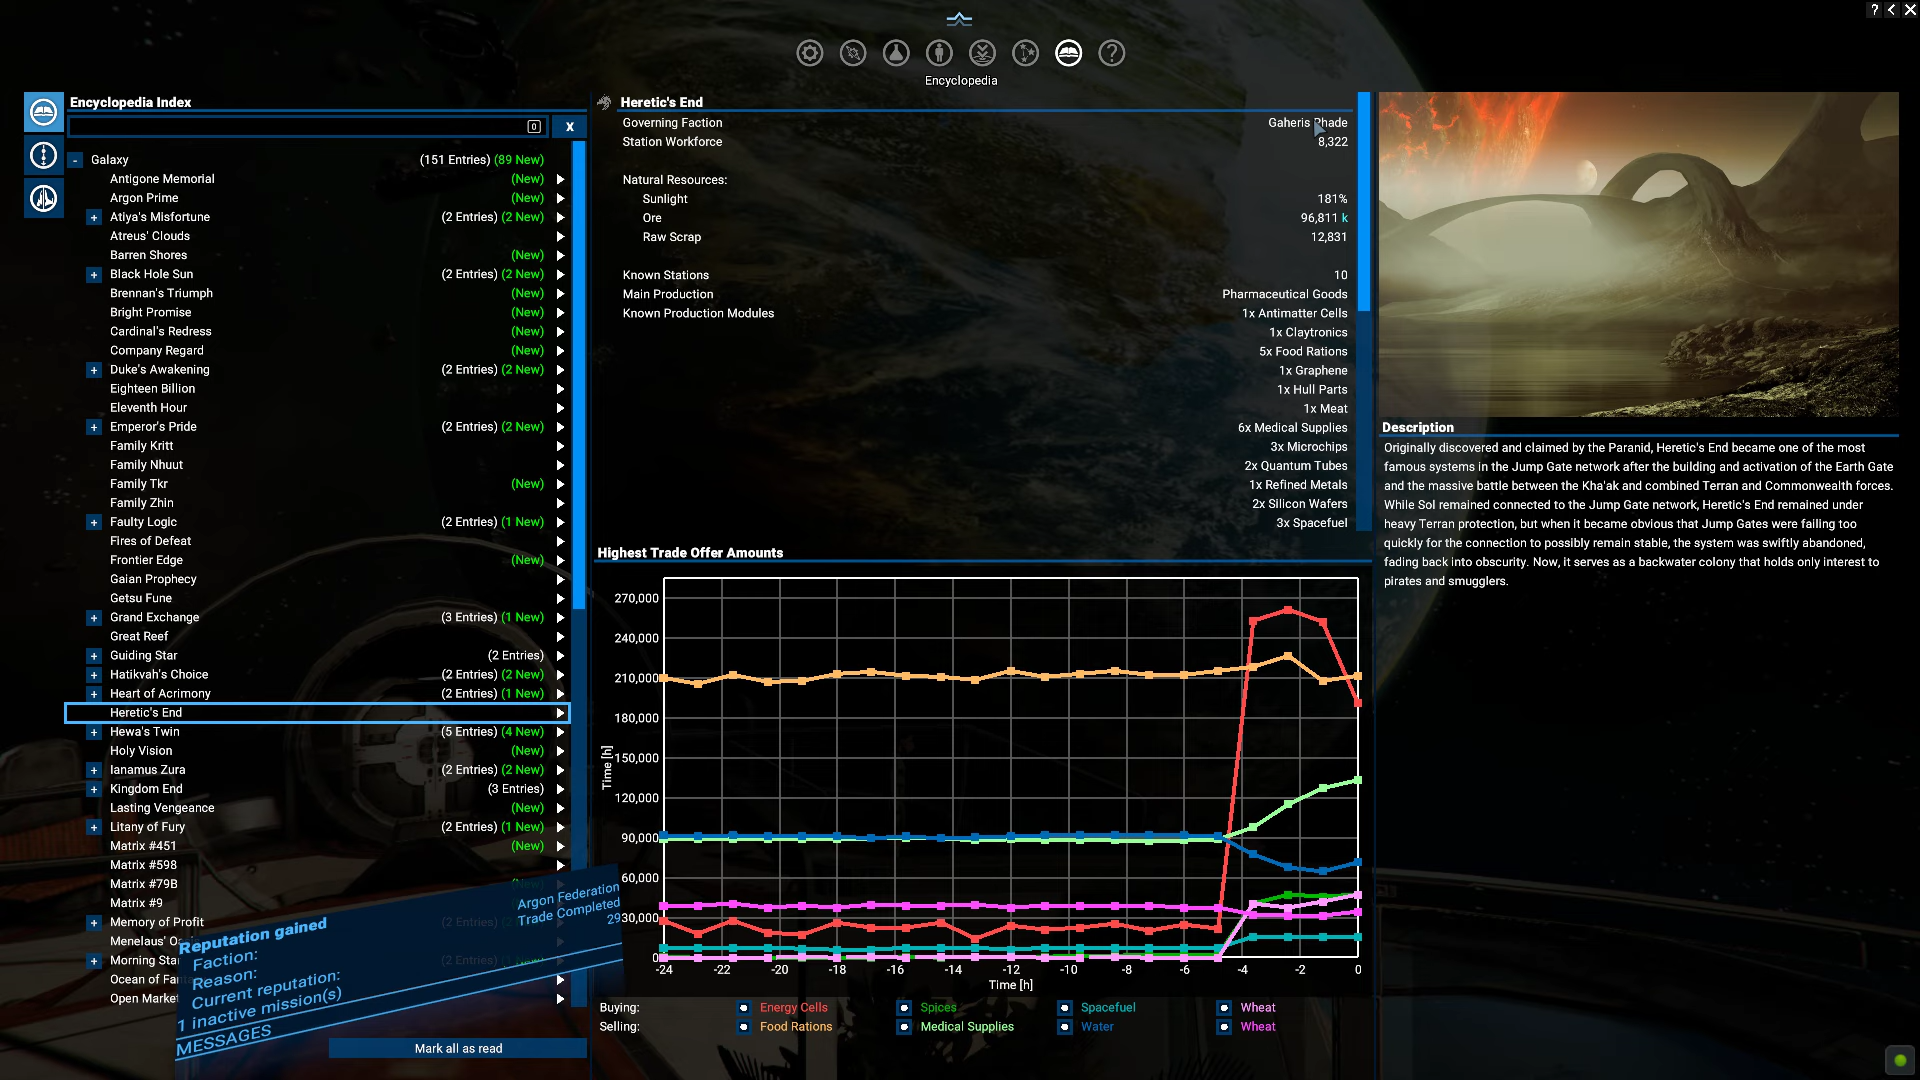 ? < X
Encyclopedia
Encyclopedia Index
0 X
- Galaxy (151 Entries) (89 New)
Antigone Memorial (New)
Argon Prime (New)
+ Atiya's Misfortune (2 Entries) (2 New)
Atreus' Clouds
Barren Shores (New)
+ Black Hole Sun (2 Entries) (2 New)
Brennan's Triumph (New)
Bright Promise (New)
Cardinal's Redress (New)
Company Regard (New)
+ Duke's Awakening (2 Entries) (2 New)
Eighteen Billion
Eleventh Hour
+ Emperor's Pride (2 Entries) (2 New)
Family Kritt
Family Nhuut
Family Tkr (New)
Family Zhin
+ Faulty Logic (2 Entries) (1 New)
Fires of Defeat
Frontier Edge (New)
Gaian Prophecy
Getsu Fune
+ Grand Exchange (3 Entries) (1 New)
Great Reef
+ Guiding Star (2 Entries)
+ Hatikvah's Choice (2 Entries) (2 New)
+ Heart of Acrimony (2 Entries) (1 New)
Heretic's End
+ Hewa's Twin (5 Entries) (4 New)
Holy Vision (New)
+ Ianamus Zura (2 Entries) (2 New)
+ Kingdom End (3 Entries)
Lasting Vengeance (New)
+ Litany of Fury (2 Entries) (1 New)
Matrix #451 (New)
Matrix #598
Matrix #79B
Matrix #9
+ Memory of Profit
Menelaus'
+ Morning
Ocean of
Open Market
Reputation gained
Faction: Argon Federation
Reason: Trade Completed
Current reputation: 29
1 inactive mission(s)
MESSAGES
Mark all as read
Heretic's End
Governing Faction Gaheris Phade
Station Workforce 8,322
Natural Resources:
Sunlight 181%
Ore 96,811 k
Raw Scrap 12,831
Known Stations 10
Main Production Pharmaceutical Goods
Known Production Modules 1x Antimatter Cells
1x Claytronics
5x Food Rations
1x Graphene
1x Hull Parts
1x Meat
6x Medical Supplies
3x Microchips
2x Quantum Tubes
1x Refined Metals
2x Silicon Wafers
3x Spacefuel
Highest Trade Offer Amounts
Time [h]
270,000
240,000
210,000
180,000
150,000
120,000
90,000
60,000
30,000
0
-24 -22 -20 -18 -16 -14 -12 -10 -8 -6 -4 -2 0
Time [h]
Buying: Energy Cells Spices Spacefuel Wheat
Selling: Food Rations Medical Supplies Water Wheat
Description
Originally discovered and claimed by the Paranid, Heretic's End became one of the most
famous systems in the Jump Gate network after the building and activation of the Earth Gate
and the massive battle between the Kha'ak and combined Terran and Commonwealth forces.
While Sol remained connected to the Jump Gate network, Heretic's End remained under
heavy Terran protection, but when it became obvious that Jump Gates were failing too
quickly for the connection to possibly remain stable, the system was swiftly abandoned,
fading back into obscurity. Now, it serves as a backwater colony that holds only interest to
pirates and smugglers.